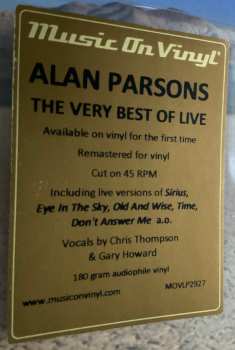 Music On Vinyl®
ALAN PARSONS
THE VERY BEST OF LIVE
Available on vinyl for the first time
Remastered for vinyl
Cut on 45 RPM
Including live versions of Sirius,
Eye In The Sky, Old And Wise, Time,
Don't Answer Me a.o.
Vocals by Chris Thompson
& Gary Howard
180 gram audiophile vinyl
www.musiconvinyl.com MOVLP2927